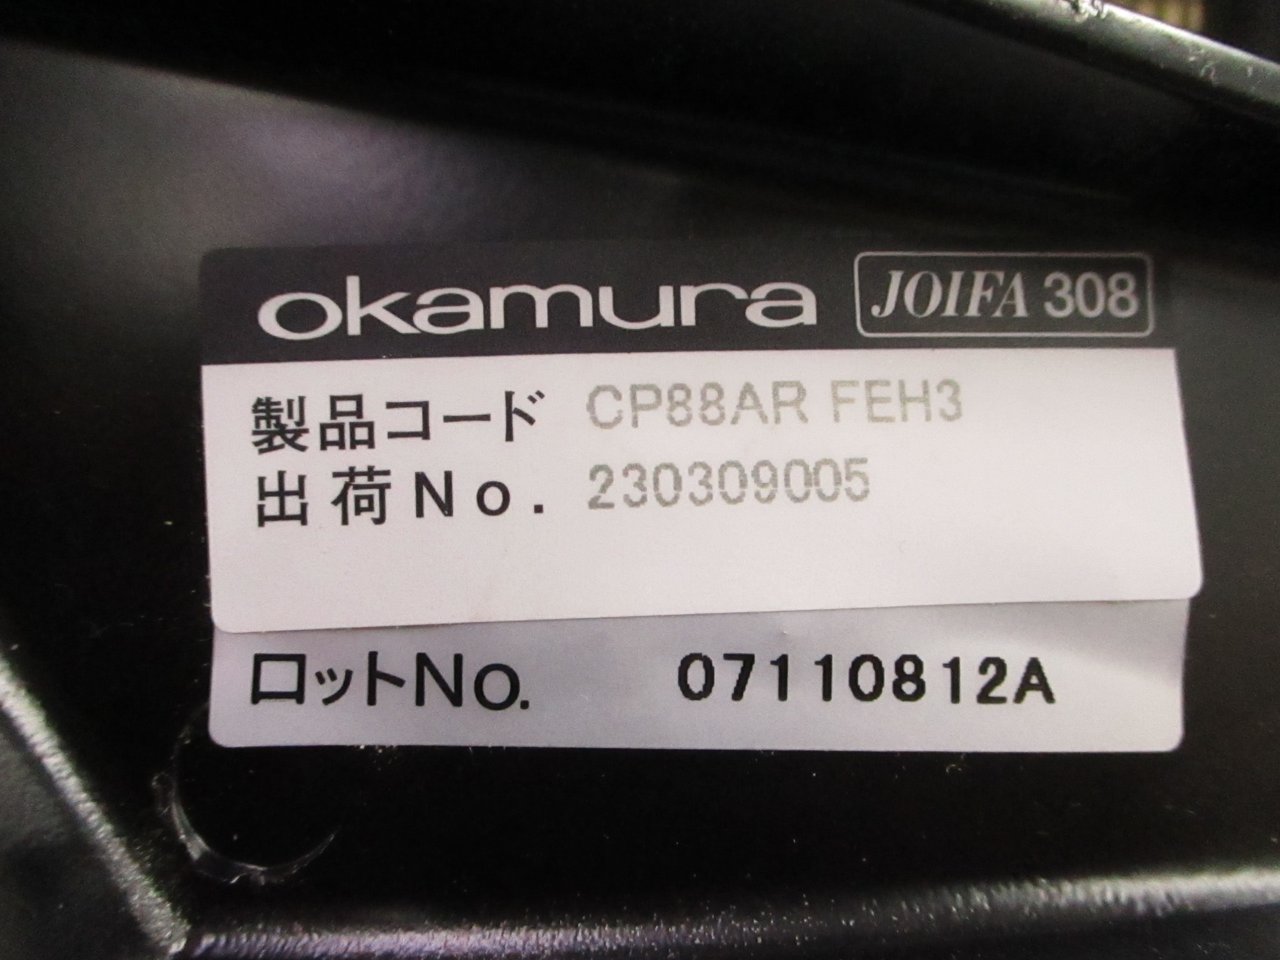 okamura JOIFA 308
製品コード CP88AR FEH3
出荷No. 230309005
ロットNo. 07110812A